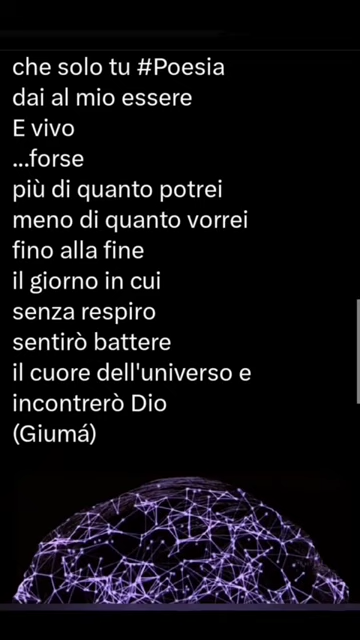 che solo tu #Poesia
dai al mio essere
E vivo
...forse
più di quanto potrei
meno di quanto vorrei
fino alla fine
il giorno in cui
senza respiro
sentirò battere
il cuore dell'universo e
incontrerò Dio
(Giumá)